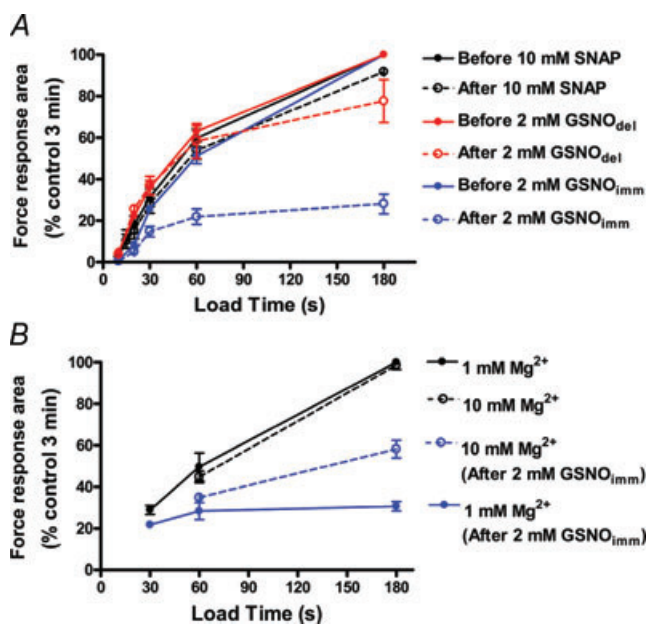 A
Force response area
(% control 3 min)
100
80
60
40
20
0
0 30 60 90 120 150 180
Load Time (s)
Before 10 mM SNAP
After 10 mM SNAP
Before 2 mM GSNOdel
After 2 mM GSNOdel
Before 2 mM GSNOimm
After 2 mM GSNOimm
B
Force response area
(% control 3 min)
100
80
60
40
20
0
0 30 60 90 120 150 180
Load Time (s)
1 mM Mg2+
10 mM Mg2+
10 mM Mg2+
(After 2 mM GSNOimm)
1 mM Mg2+
(After 2 mM GSNOimm)